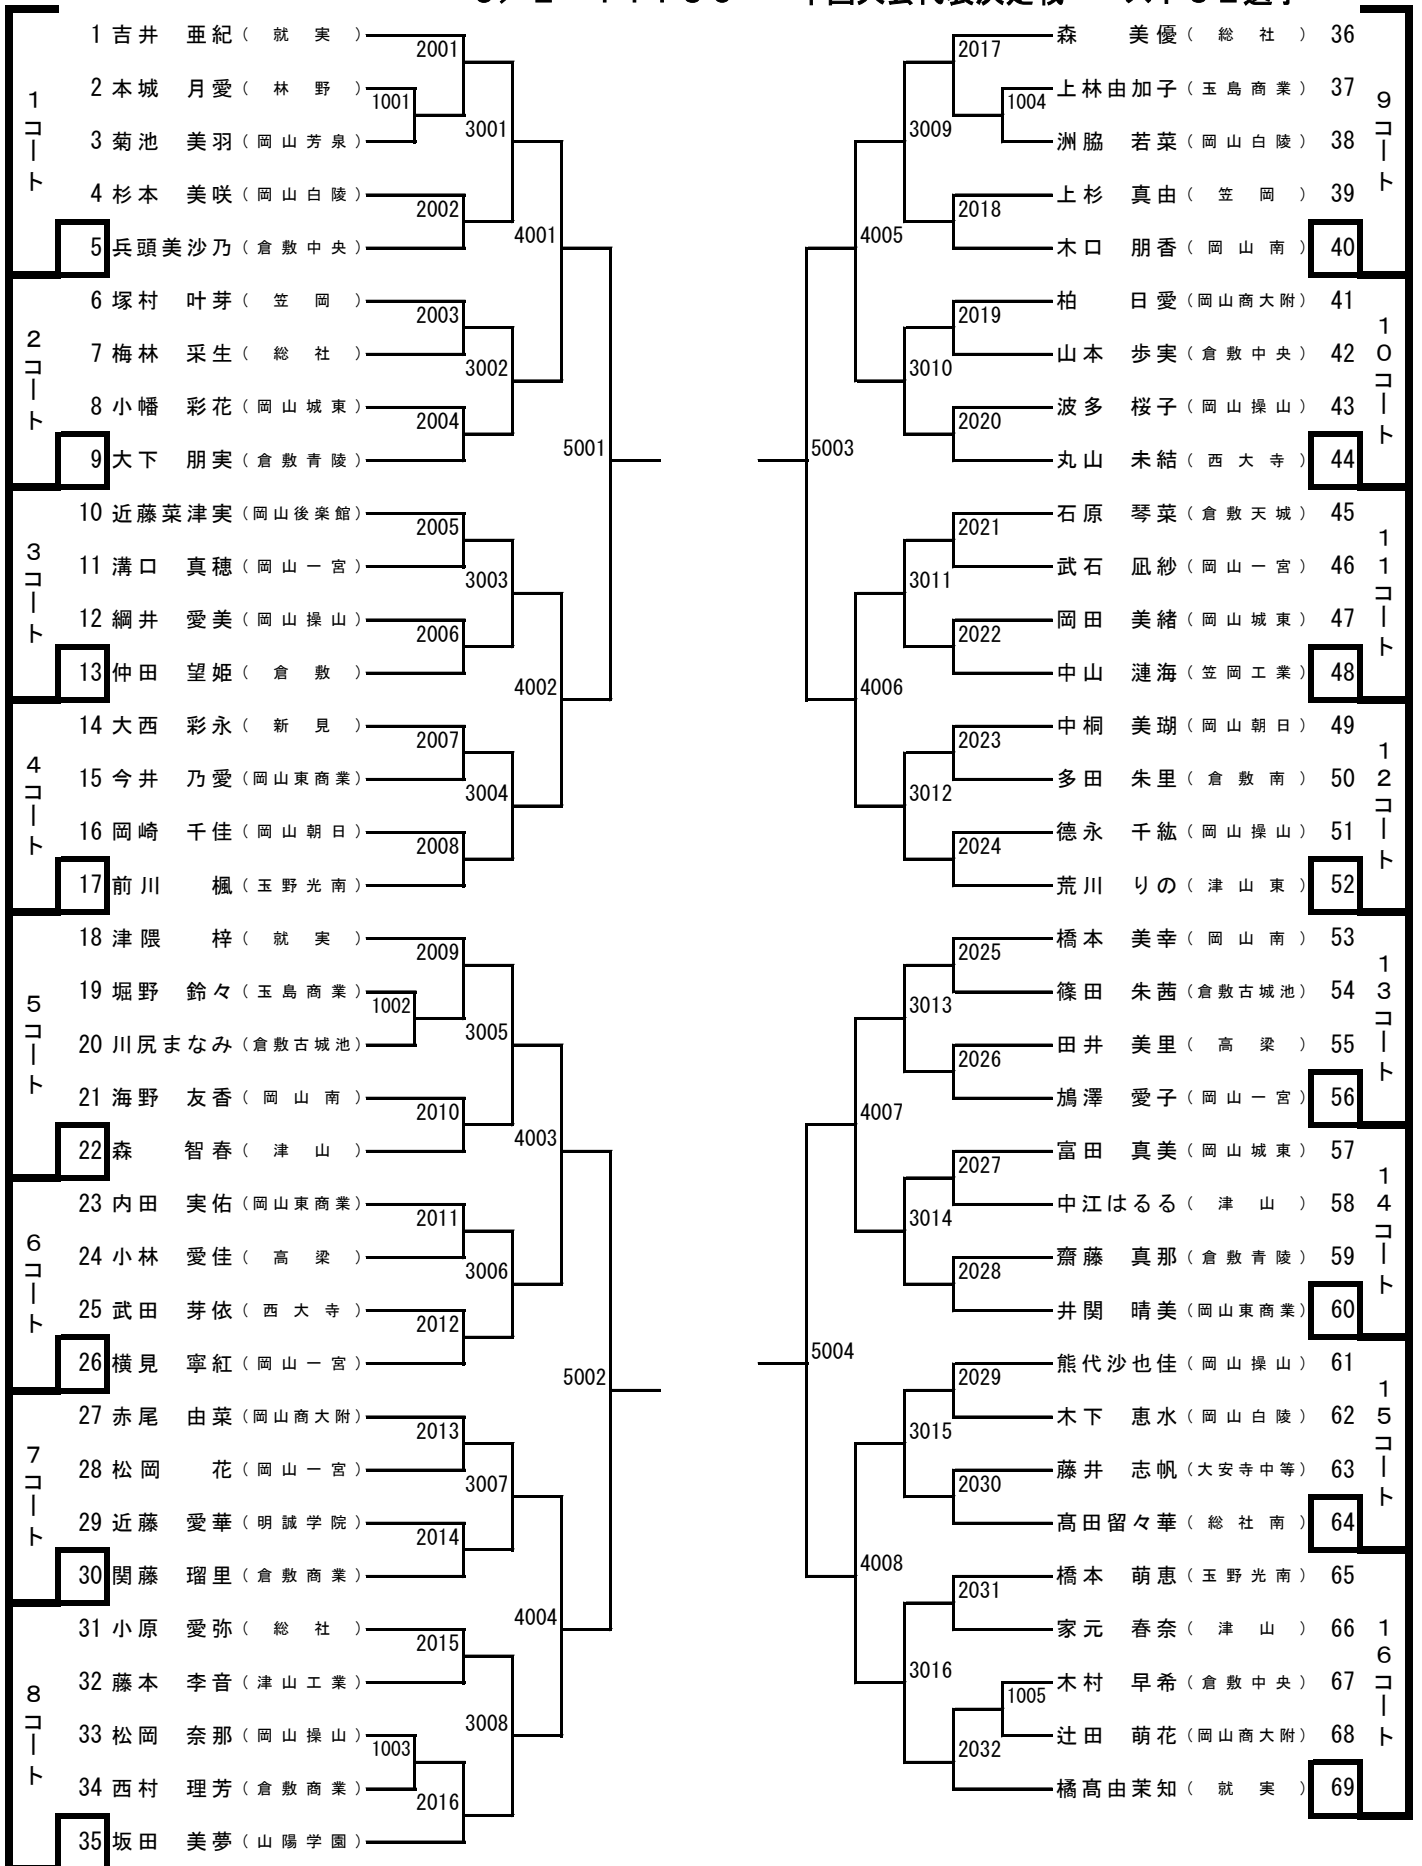 中国大会代表決定戦
1 吉井 亜紀 ( 就 実 )
2 本城 月愛 ( 林 野 )
3 菊池 美羽 ( 岡山芳泉 )
4 杉本 美咲 ( 岡山白陵 )
5 兵頭美沙乃 ( 倉敷中央 )
6 塚村 叶芽 ( 笠 岡 )
7 梅林 采生 ( 総 社 )
8 小幡 彩花 ( 岡山城東 )
9 大下 朋実 ( 倉敷青陵 )
10 近藤菜津実 (岡山後楽館)
11 溝口 真穂 ( 岡山一宮 )
12 綱井 愛美 ( 岡山操山 )
13 仲田 望姫 ( 倉 敷 )
14 大西 彩永 ( 新 見 )
15 今井 乃愛 (岡山東商業)
16 岡崎 千佳 ( 岡山朝日 )
17 前川 楓 ( 玉野光南 )
18 津隈 梓 ( 就 実 )
19 堀野 鈴々 ( 玉島商業 )
20 川尻まなみ (倉敷古城池)
21 海野 友香 ( 岡山南 )
22 森 智春 ( 津 山 )
23 内田 実佑 (岡山東商業)
24 小林 愛佳 ( 高 梁 )
25 武田 芽依 ( 西大寺 )
26 横見 寧紅 ( 岡山一宮 )
27 赤尾 由菜 (岡山商大附)
28 松岡 花 ( 岡山一宮 )
29 近藤 愛華 ( 明誠学院 )
30 関藤 瑠里 ( 倉敷商業 )
31 小原 愛弥 ( 総 社 )
32 藤本 李音 ( 津山工業 )
33 松岡 奈那 ( 岡山操山 )
34 西村 理芳 ( 倉敷商業 )
35 坂田 美夢 ( 山陽学園 )
1コート
2コート
3コート
4コート
5コート
6コート
7コート
8コート
1001
1002
1003
2001
2002
2003
2004
2005
2006
2007
2008
2009
2010
2011
2012
2013
2014
2015
2016
3001
3002
3003
3004
3005
3006
3007
3008
4001
4002
4003
4004
5001
5002
森 美優 ( 総 社 ) 36
上林由加子 ( 玉島商業 ) 37
洲脇 若菜 ( 岡山白陵 ) 38
上杉 真由 ( 笠 岡 ) 39
木口 朋香 ( 岡山南 ) 40
柏 日愛 (岡山商大附) 41
山本 歩実 ( 倉敷中央 ) 42
波多 桜子 ( 岡山操山 ) 43
丸山 未結 ( 西大寺 ) 44
石原 琴菜 ( 倉敷天城 ) 45
武石 凪紗 ( 岡山一宮 ) 46
岡田 美緒 ( 岡山城東 ) 47
中山 漣海 ( 笠岡工業 ) 48
中桐 美瑚 ( 岡山朝日 ) 49
多田 朱里 ( 倉敷南 ) 50
德永 千紘 ( 岡山操山 ) 51
荒川 りの ( 津山東 ) 52
橋本 美幸 ( 岡山南 ) 53
篠田 朱茜 (倉敷古城池) 54
田井 美里 ( 高 梁 ) 55
鳩澤 愛子 ( 岡山一宮 ) 56
富田 真美 ( 岡山城東 ) 57
中江はるる ( 津 山 ) 58
齋藤 真那 ( 倉敷青陵 ) 59
井関 晴美 (岡山東商業) 60
熊代沙也佳 ( 岡山操山 ) 61
木下 恵水 ( 岡山白陵 ) 62
藤井 志帆 (大安寺中等) 63
髙田留々華 ( 総社南 ) 64
橋本 萌恵 ( 玉野光南 ) 65
家元 春奈 ( 津 山 ) 66
木村 早希 ( 倉敷中央 ) 67
辻田 萌花 (岡山商大附) 68
橘髙由茉知 ( 就 実 ) 69
9コート
10コート
11コート
12コート
13コート
14コート
15コート
16コート
1004
1005
2017
2018
2019
2020
2021
2022
2023
2024
2025
2026
2027
2028
2029
2030
2031
2032
3009
3010
3011
3012
3013
3014
3015
3016
4005
4006
4007
4008
5003
5004